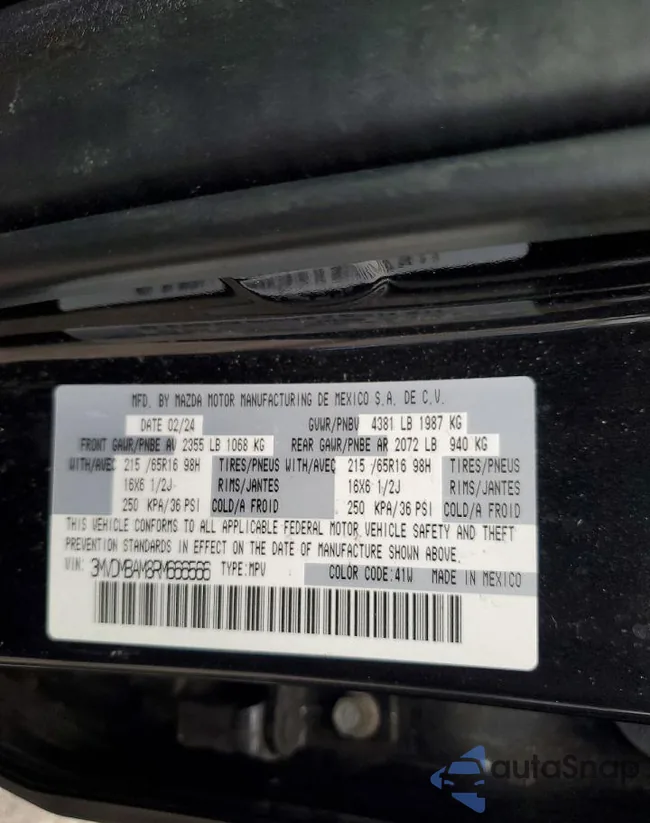 MFD. BY MAZDA MOTOR MANUFACTURING DE MEXICO S.A. DE C.V.
DATE 02/24 GVWR/PNBV 4381 LB 1987 KG
FRONT GAWR/PNBE AV 2355 LB 1068 KG REAR GAWR/PNBE AR 2072 LB 940 KG
WITH/AVEC 215 /65R16 98H TIRES/PNEUS WITH/AVEC 215 /65R16 98H TIRES/PNEUS
16X6 1/2J RIMS/JANTES 16X6 1/2J RIMS/JANTES
250 KPA/36 PSI COLD/A FROID 250 KPA/36 PSI COLD/A FROID
THIS VEHICLE CONFORMS TO ALL APPLICABLE FEDERAL MOTOR VEHICLE SAFETY AND THEFT
PREVENTION STANDARDS IN EFFECT ON THE DATE OF MANUFACTURE SHOWN ABOVE.
VIN: 3MVDMBAM8RM666566 TYPE:MPV COLOR CODE:41W MADE IN MEXICO
autoSnap